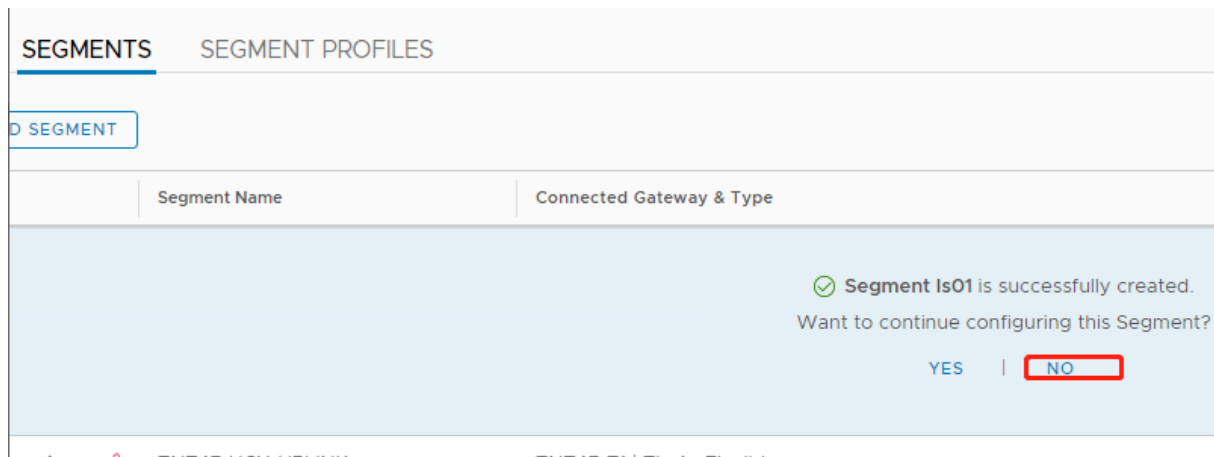 SEGMENTS SEGMENT PROFILES
D SEGMENT
Segment Name Connected Gateway & Type
Segment ls01 is successfully created.
Want to continue configuring this Segment?
YES | NO